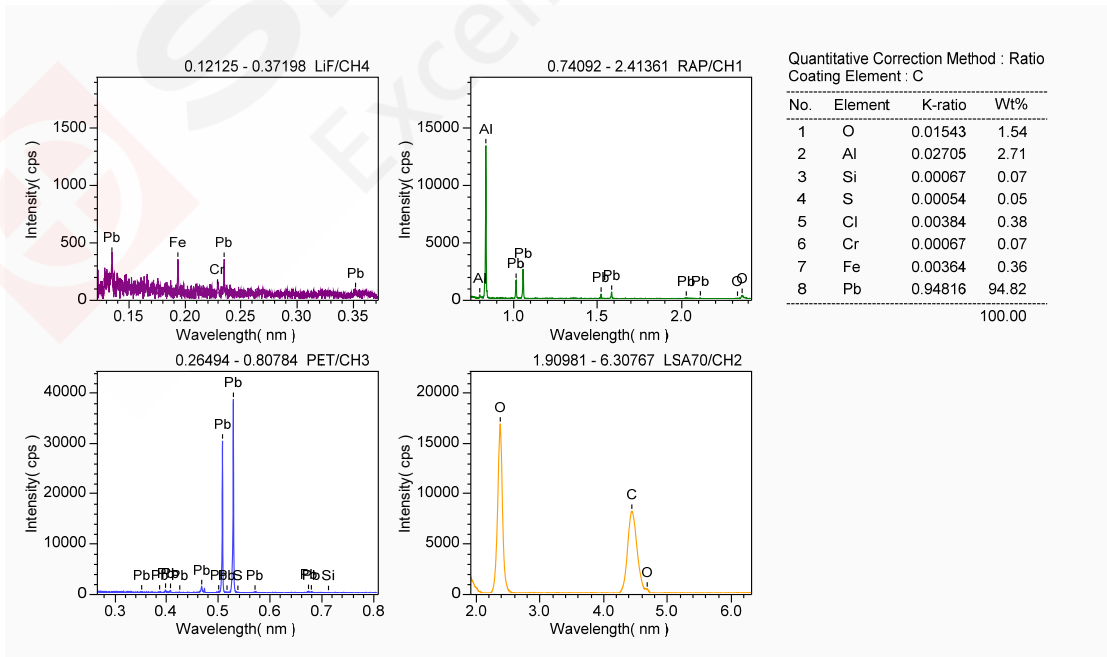 0.12125 - 0.37198 LiF/CH4
Intensity( cps )
1500
1000
500
0
Pb
Fe
Cr
Pb
Pb
0.15 0.20 0.25 0.30 0.35
Wavelength( nm )
0.74092 - 2.41361 RAP/CH1
Intensity( cps )
15000
10000
5000
0
Al
Al
Pb
Pb
Pb
Pb
Pb
Pb
O
O
1.0 1.5 2.0
Wavelength( nm )
Quantitative Correction Method : Ratio
Coating Element : C
No. Element K-ratio Wt%
1 O 0.01543 1.54
2 Al 0.02705 2.71
3 Si 0.00067 0.07
4 S 0.00054 0.05
5 Cl 0.00384 0.38
6 Cr 0.00067 0.07
7 Fe 0.00364 0.36
8 Pb 0.94816 94.82
100.00
0.26494 - 0.80784 PET/CH3
Intensity( cps )
40000
30000
20000
10000
0
Pb
Pb
Pb Pb Pb Pb Pb Pb Pb S Pb Pb Pb Si
0.3 0.4 0.5 0.6 0.7 0.8
Wavelength( nm )
1.90981 - 6.30767 LSA70/CH2
Intensity( cps )
20000
15000
10000
5000
0
O
C
O
2.0 3.0 4.0 5.0 6.0
Wavelength( nm )